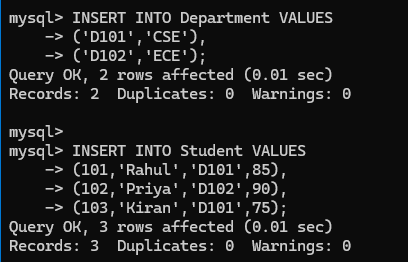 mysql> INSERT INTO Department VALUES
    -> ('D101','CSE'),
    -> ('D102','ECE');
Query OK, 2 rows affected (0.01 sec)
Records: 2  Duplicates: 0  Warnings: 0

mysql>
mysql> INSERT INTO Student VALUES
    -> (101,'Rahul','D101',85),
    -> (102,'Priya','D102',90),
    -> (103,'Kiran','D101',75);
Query OK, 3 rows affected (0.01 sec)
Records: 3  Duplicates: 0  Warnings: 0